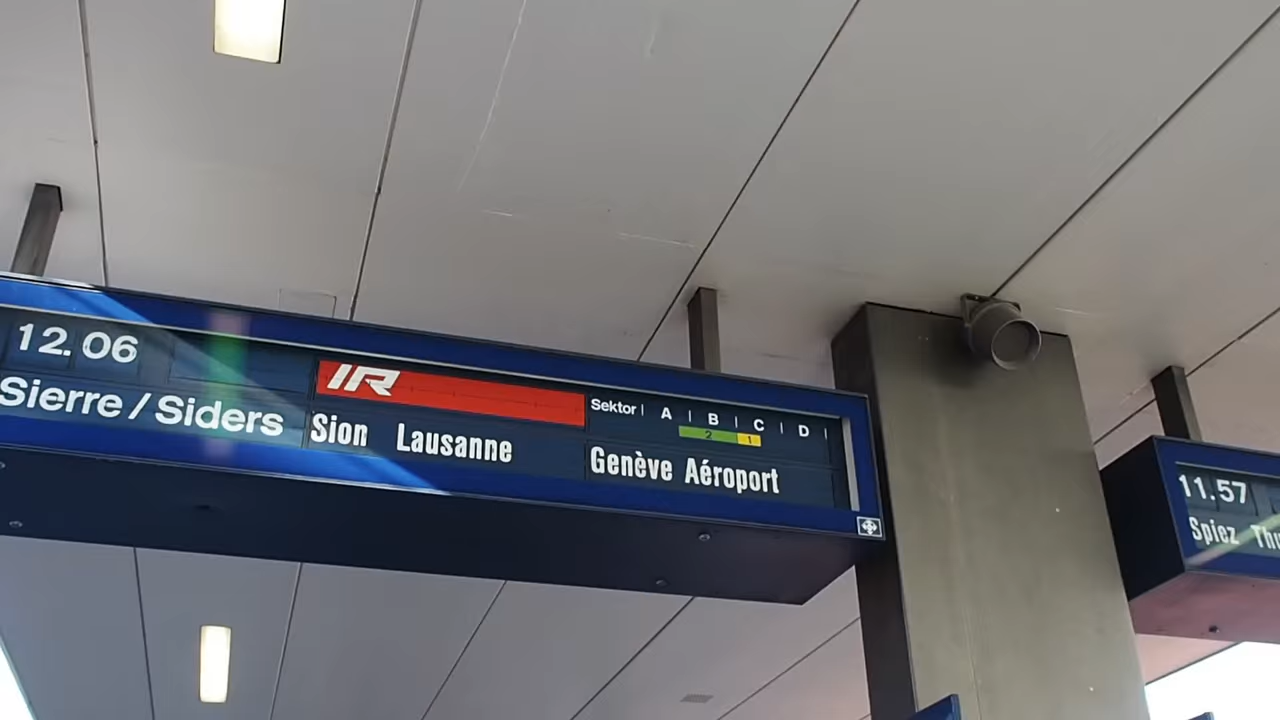 12.06
IR
Sektor | A | B | C | D |
2 1
Sierre / Siders
Sion Lausanne
Genève Aéroport
11.57
Spiez